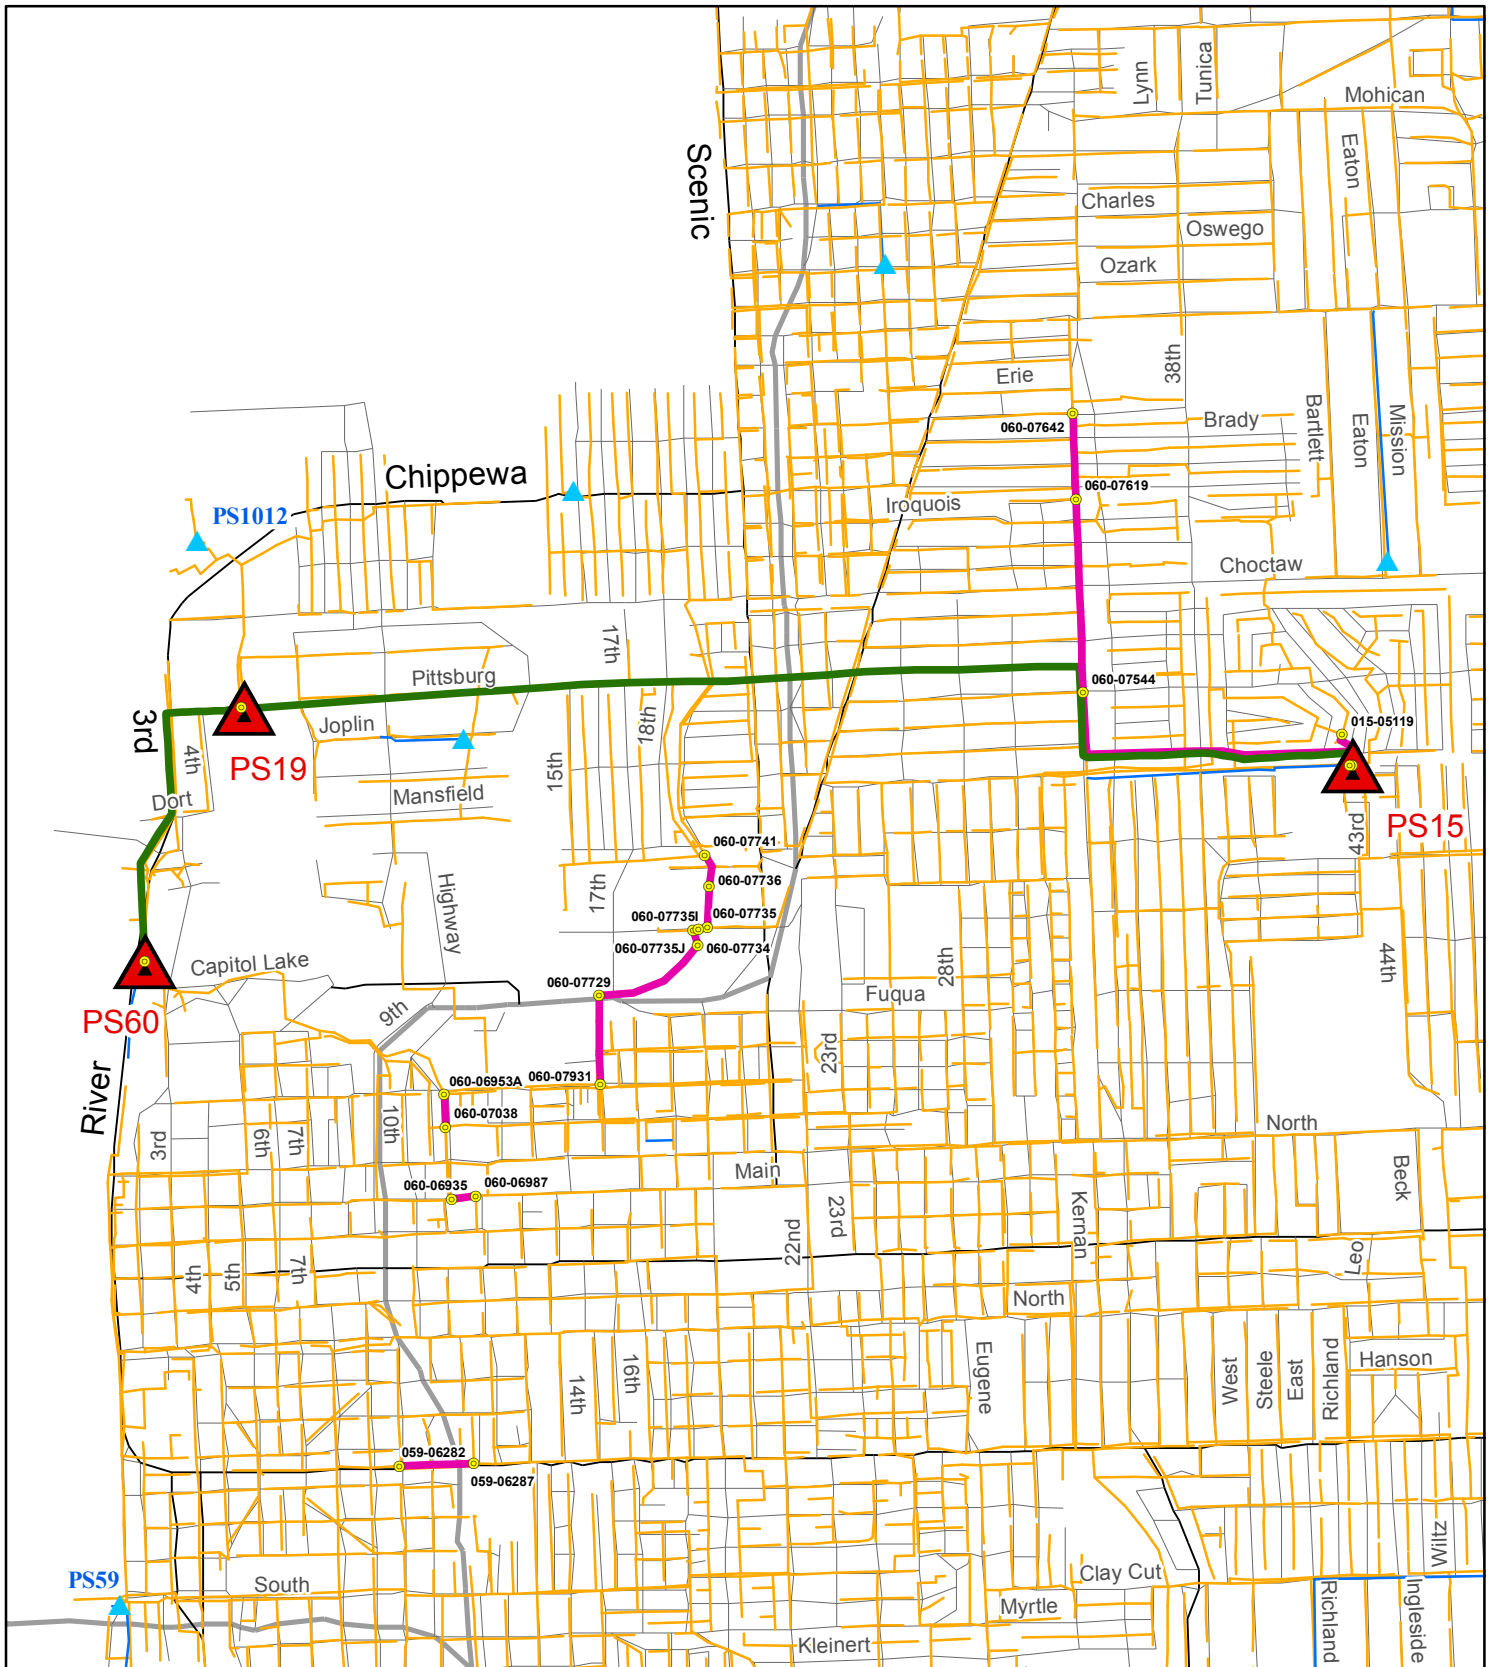 Lynn
Tunica
Mohican
Scenic
Eaton
Charles
Oswego
Ozark
38th
Erie
Brady
Bartlett
Eaton
Mission
060-07642
Chippewa
060-07619
Iroquois
PS1012
Choctaw
17th
Pittsburg
060-07544
3rd
Joplin
18th
015-05119
4th
PS19
15th
Dort
Mansfield
43rd
PS15
060-07741
Highway
17th
060-07736
060-07735I
060-07735
060-07735J
060-07734
28th
44th
Capitol Lake
060-07729
Fuqua
9th
PS60
23rd
River
060-06953A
060-07931
060-07038
10th
3rd
6th
7th
North
Main
Beck
060-06935
060-06987
22nd
23rd
Kernan
4th
5th
7th
Leo
North
Eugene
14th
16th
West
Steele
East
Richland
Hanson
059-06282
059-06287
Wiltz
PS59
South
Clay Cut
Myrtle
Kleinert
Richland
Ingleside